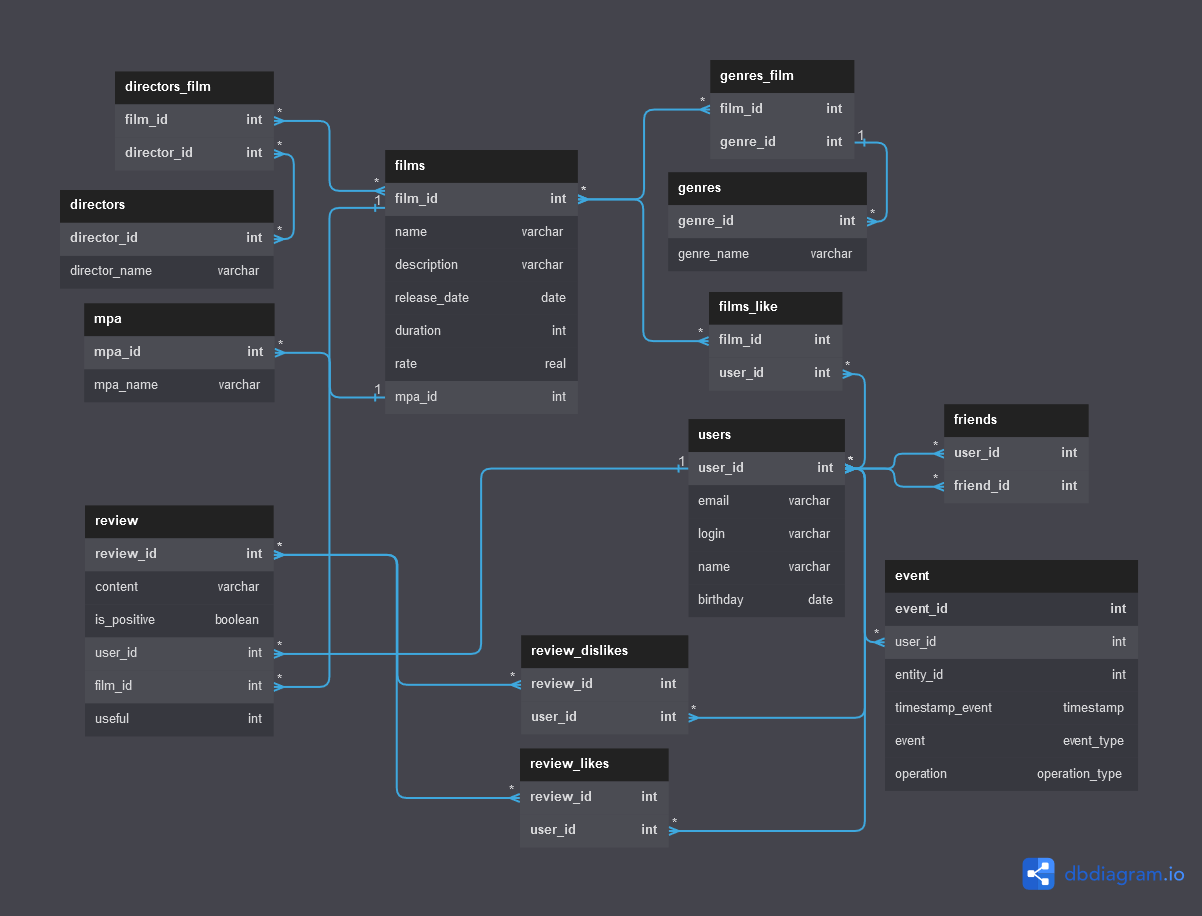 directors_film
film_id int
director_id int
* * *
directors
director_id int
director_name varchar
mpa
mpa_id int
mpa_name varchar
*
films
film_id int
name varchar
description varchar
release_date date
duration int
rate real
mpa_id int
* 1 *
1
genres_film
film_id int
genre_id int
* 1
genres
genre_id int
genre_name varchar
*
films_like
film_id int
user_id int
* *
users
user_id int
email varchar
login varchar
name varchar
birthday date
1 *
friends
user_id int
friend_id int
* *
review
review_id int
content varchar
is_positive boolean
user_id int
film_id int
useful int
* * *
review_dislikes
review_id int
user_id int
* *
review_likes
review_id int
user_id int
* *
event
event_id int
user_id int
entity_id int
timestamp_event timestamp
event event_type
operation operation_type
*
dbdiagram.io